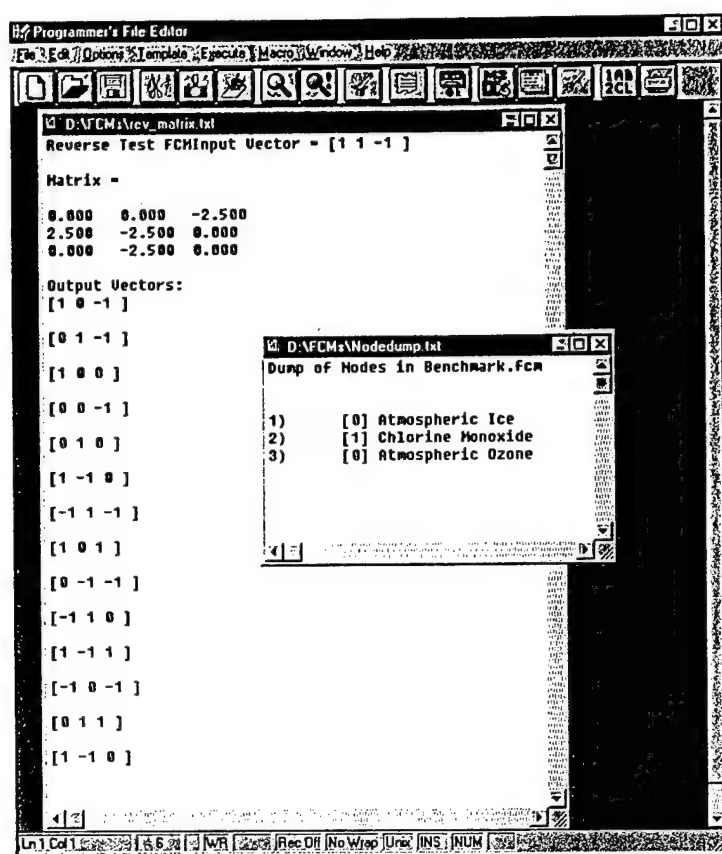 Programmer's File Editor
File Edit Options Template Execute Macro Window Help
1AB
2CL
D:\FCMs\rev_matrix.txt
Reverse Test FCMInput Vector = [1 1 -1 ]
Matrix =
0.000 0.000 -2.500
2.500 -2.500 0.000
0.000 -2.500 0.000
Output Vectors:
[1 0 -1 ]
[0 1 -1 ]
[1 0 0 ]
[0 0 -1 ]
[0 1 0 ]
[1 -1 0 ]
[-1 1 -1 ]
[1 0 1 ]
[0 -1 -1 ]
[-1 1 0 ]
[1 -1 1 ]
[-1 0 -1 ]
[0 1 1 ]
[1 -1 0 ]
D:\FCMs\Nodedump.txt
Dump of Nodes in Benchmark.fcm
1) [0] Atmospheric Ice
2) [1] Chlorine Monoxide
3) [0] Atmospheric Ozone
Ln 1 Col 1 WR Rec Off No Wrap Unix INS NUM